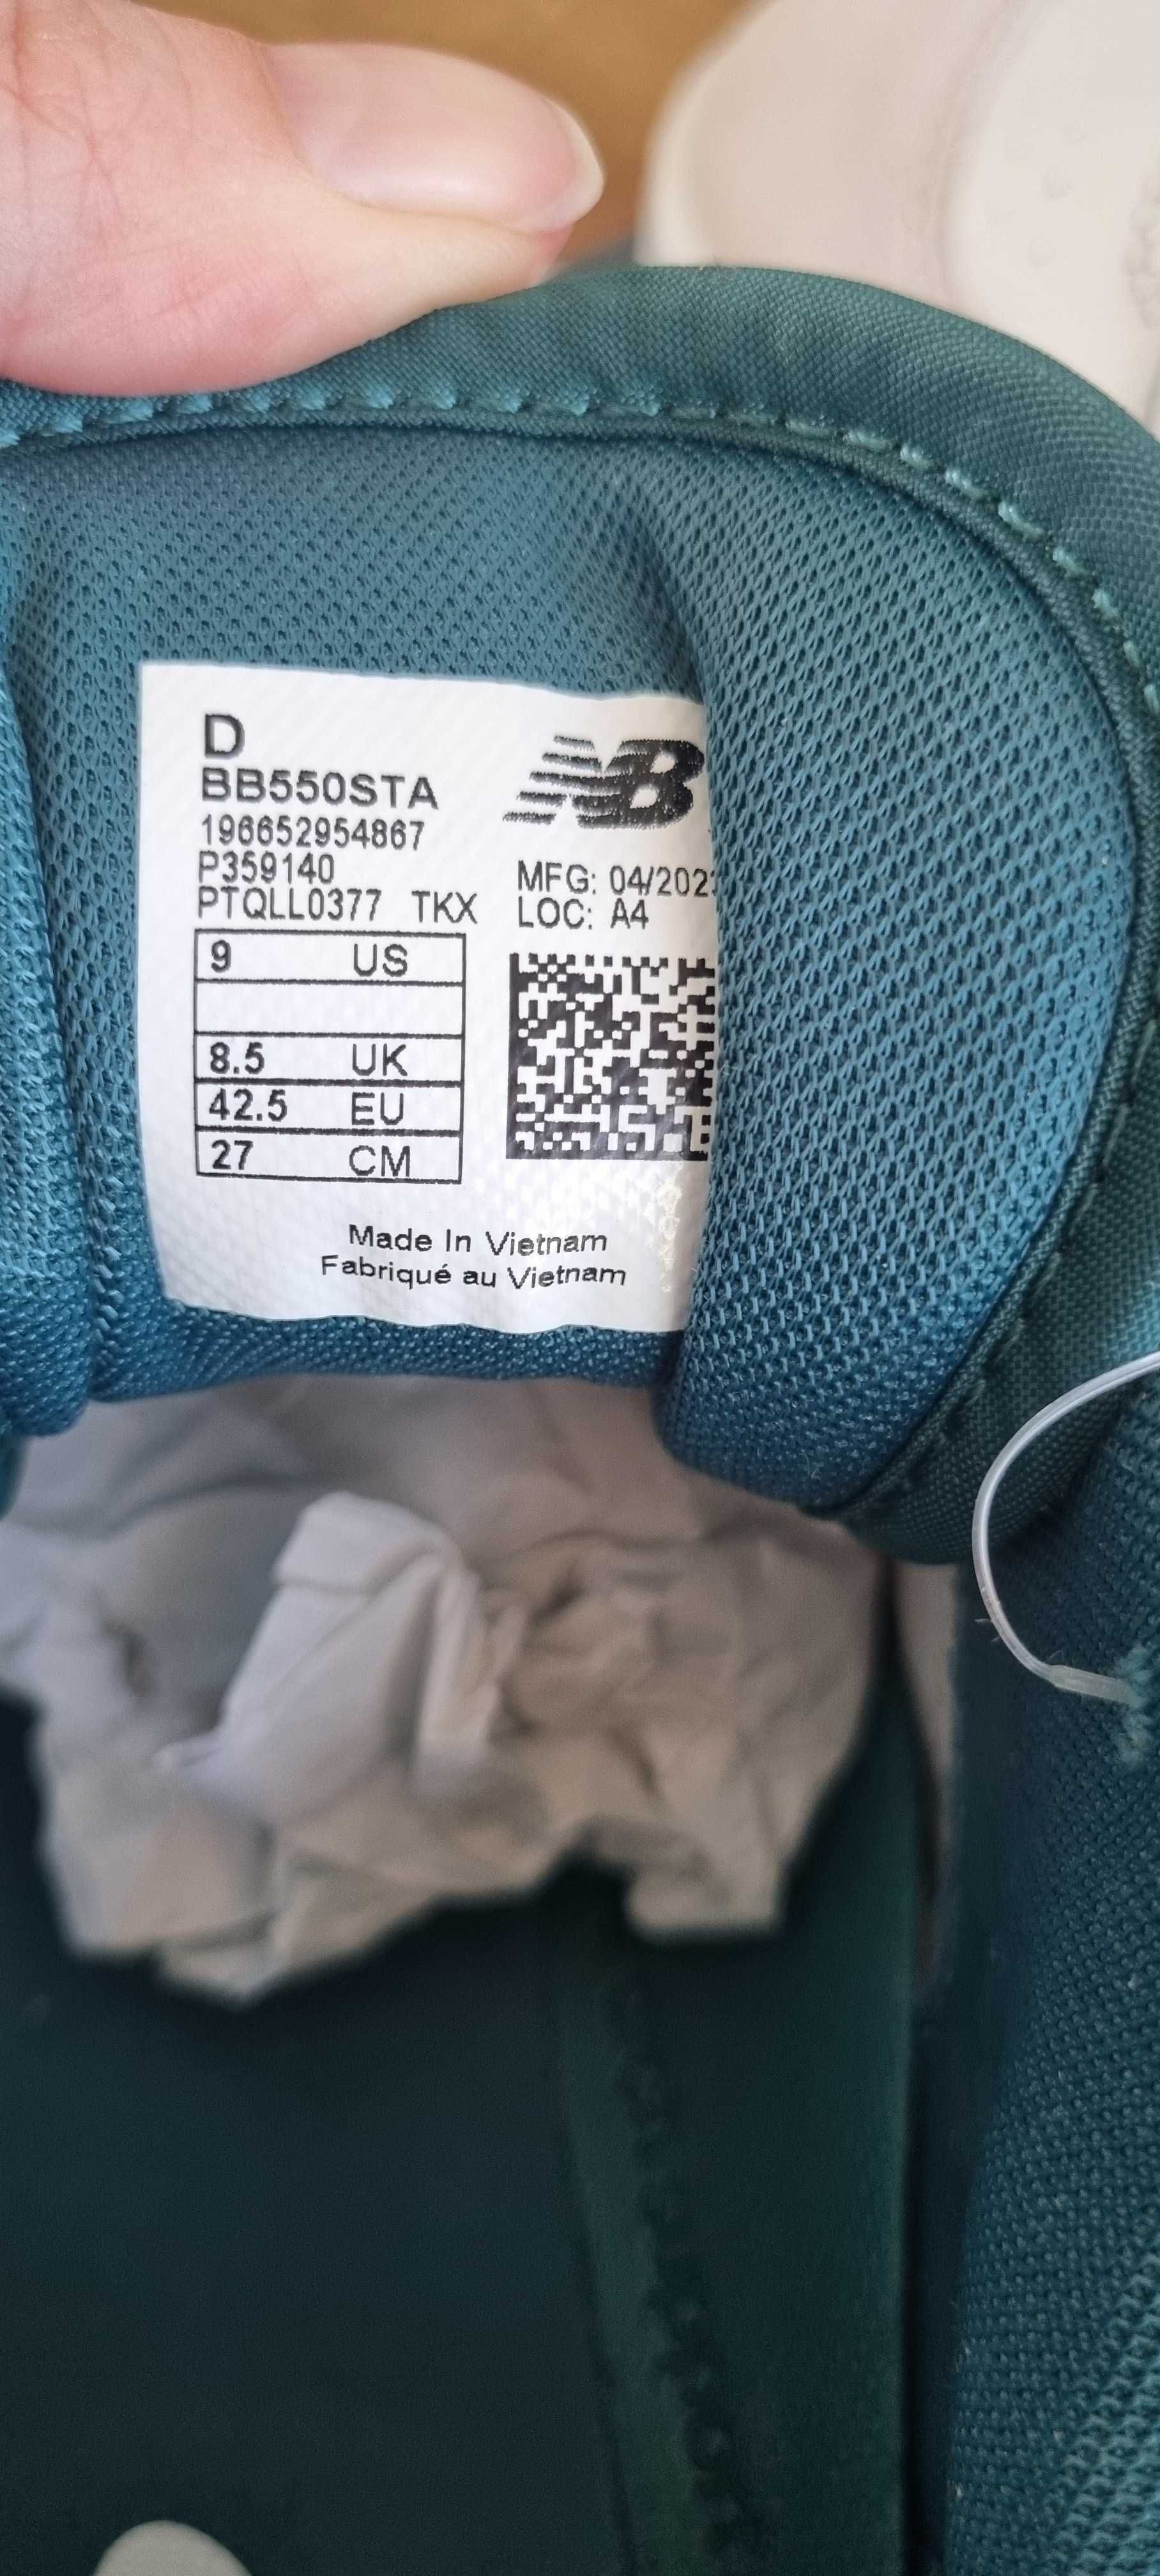 D
BB550STA
196652954867
P359140
PTQLL0377 TKX
NB
MFG: 04/202
LOC: A4
9 US
8.5 UK
42.5 EU
27 CM
Made In Vietnam
Fabriqué au Vietnam